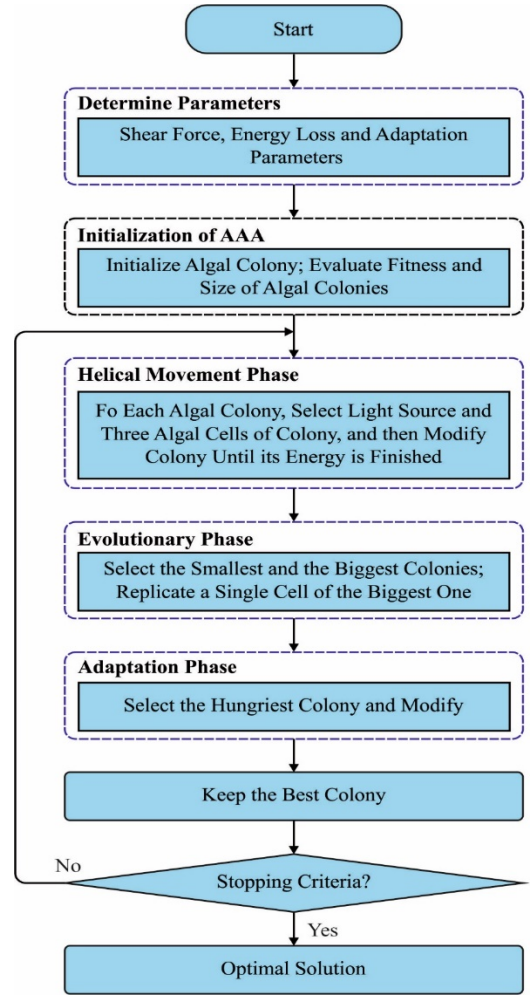 Start
Determine Parameters
Shear Force, Energy Loss and Adaptation
Parameters
Initialization of AAA
Initialize Algal Colony; Evaluate Fitness and
Size of Algal Colonies
Helical Movement Phase
Fo Each Algal Colony, Select Light Source and
Three Algal Cells of Colony, and then Modify
Colony Until its Energy is Finished
Evolutionary Phase
Select the Smallest and the Biggest Colonies;
Replicate a Single Cell of the Biggest One
Adaptation Phase
Select the Hungriest Colony and Modify
Keep the Best Colony
No
Stopping Criteria?
Yes
Optimal Solution